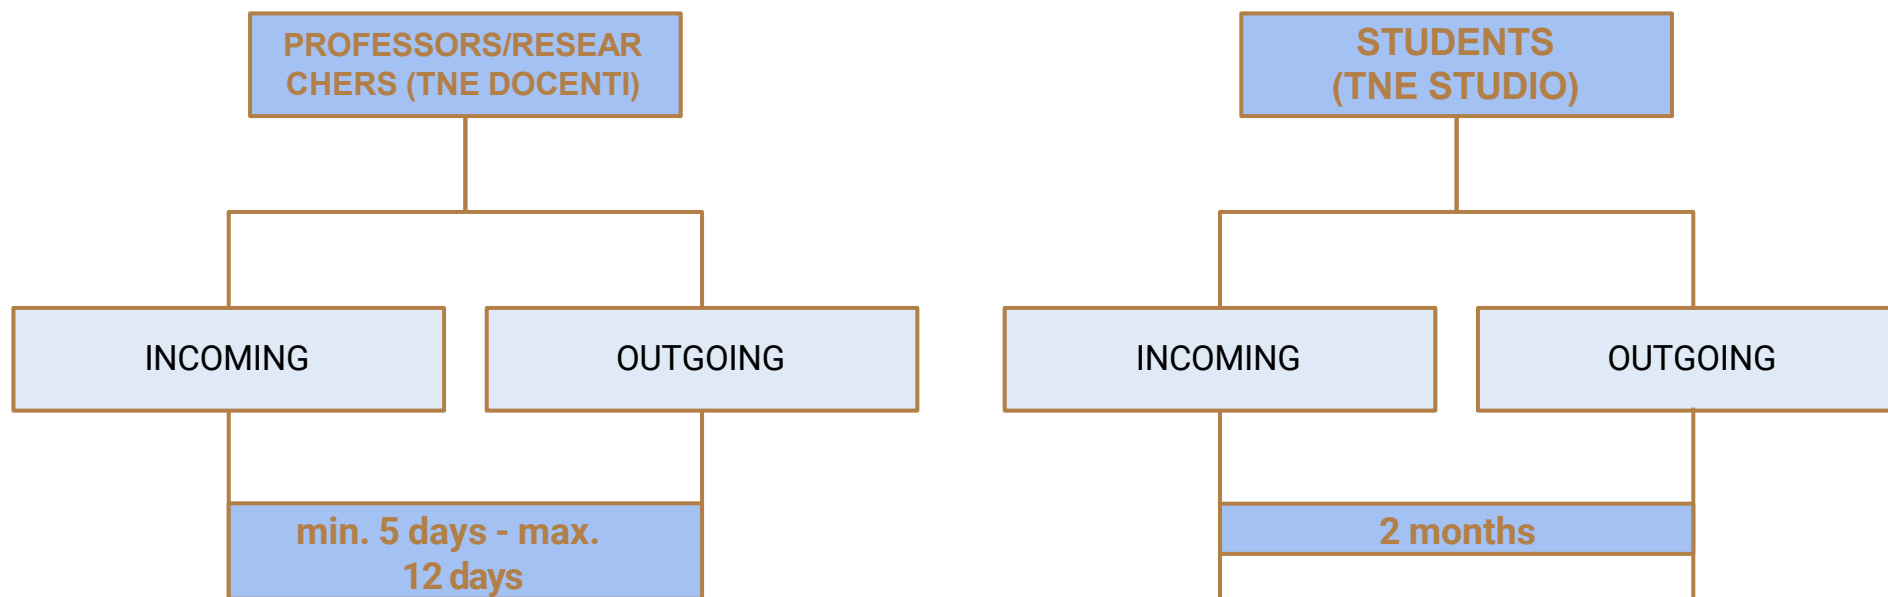 PROFESSORS/RESEAR
CHERS (TNE DOCENTI)
STUDENTS
(TNE STUDIO)
INCOMING
OUTGOING
INCOMING
OUTGOING
min. 5 days - max.
12 days
2 months